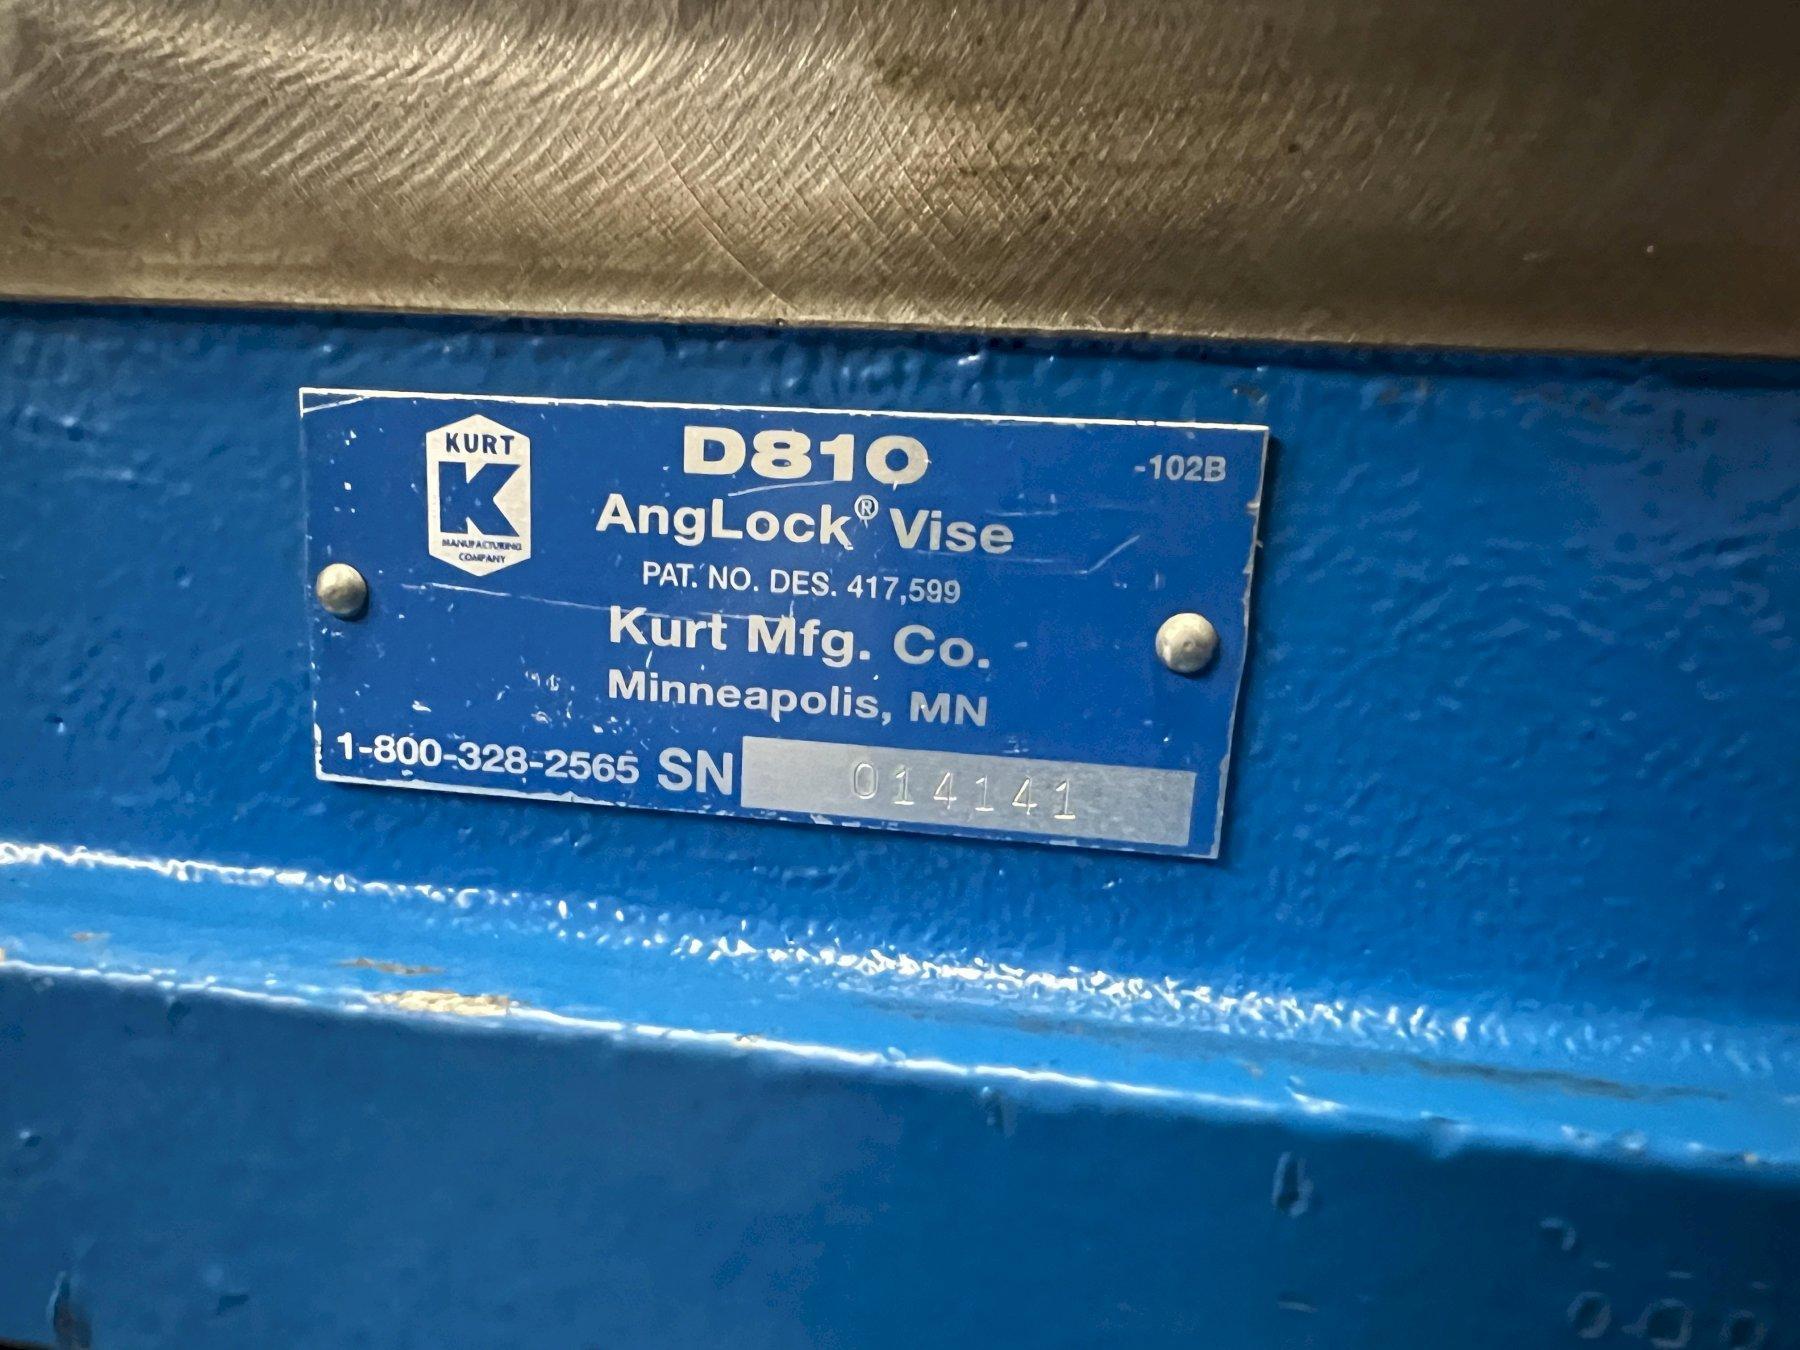 KURT
K
MANUFACTURING
COMPANY
D810
-102B
AngLock® Vise
PAT. NO. DES. 417,599
Kurt Mfg. Co.
Minneapolis, MN
1-800-328-2565 SN 014141